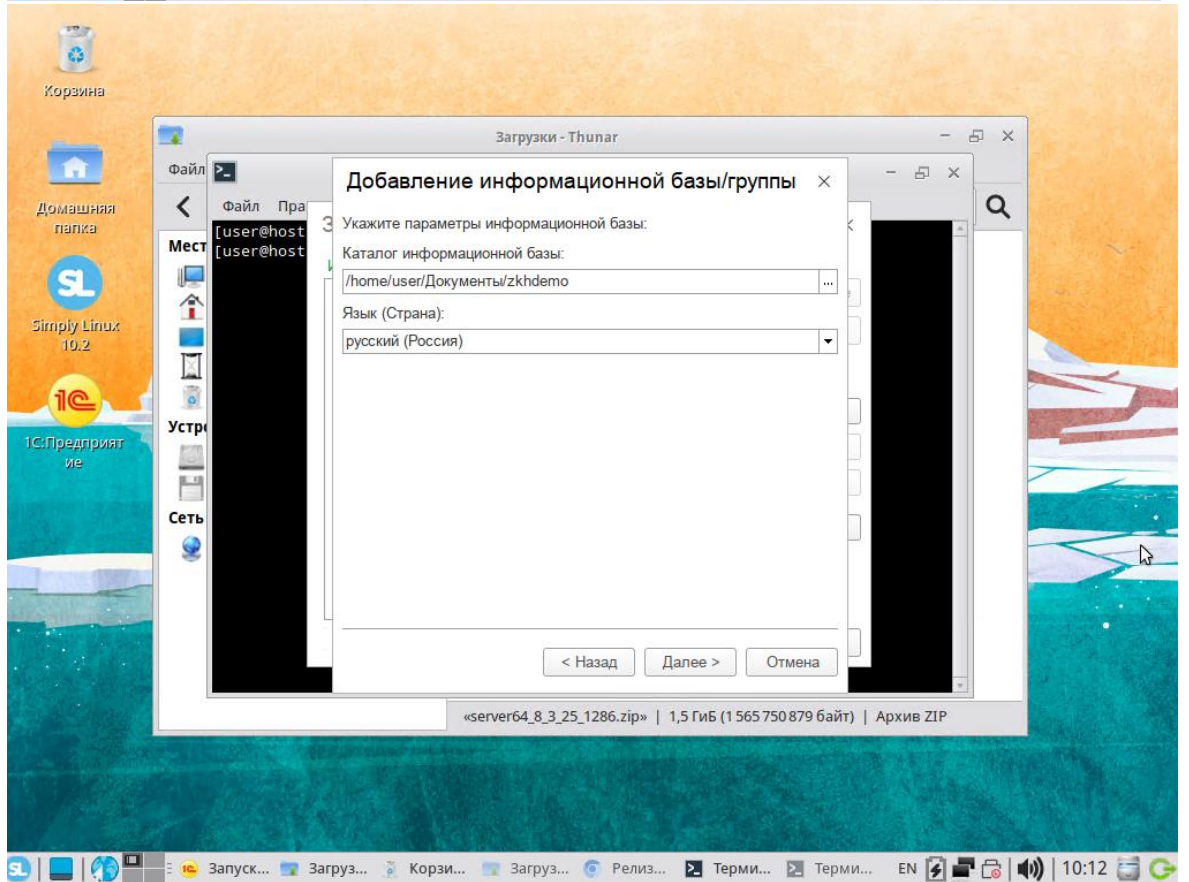 Корзина
Домашняя
папка
Simply Linux
10.2
1С:Предприят
ие
Загрузки - Thunar
Файл
Мест
Устро
Сеть
Файл Пра
[user@host
[user@host
Добавление информационной базы/группы
Укажите параметры информационной базы:
Каталог информационной базы:
/home/user/Документы/zkhdemo
...
Язык (Страна):
русский (Россия)
< Назад
Далее >
Отмена
«server64_8_3_25_1286.zip» | 1,5 ГиБ (1 565 750 879 байт) | Архив ZIP
Запуск... Загруз... Корзи... Загруз... Релиз... Терми... Терми... EN 10:12